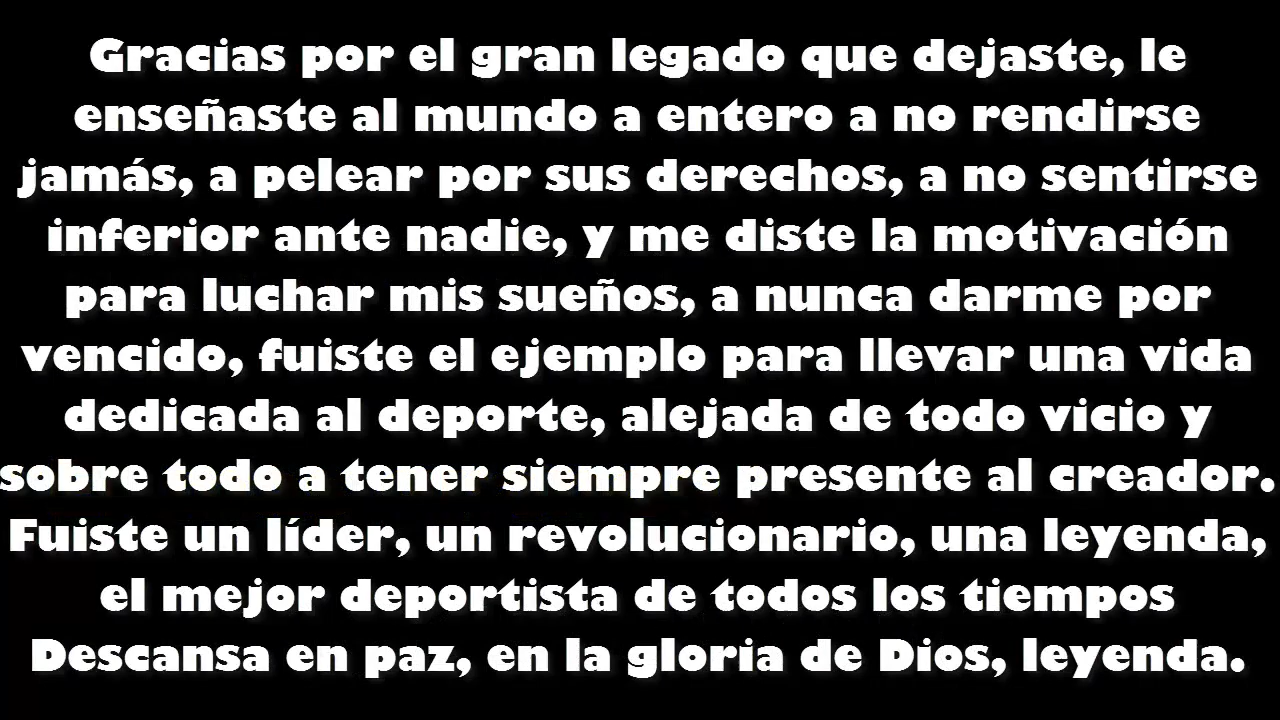 Gracias por el gran legado que dejaste, le
enseñaste al mundo a entero a no rendirse
jamás, a pelear por sus derechos, a no sentirse
inferior ante nadie, y me diste la motivación
para luchar mis sueños, a nunca darme por
vencido, fuiste el ejemplo para llevar una vida
dedicada al deporte, alejada de todo vicio y
sobre todo a tener siempre presente al creador.
Fuiste un líder, un revolucionario, una leyenda,
el mejor deportista de todos los tiempos
Descansa en paz, en la gloria de Dios, leyenda.